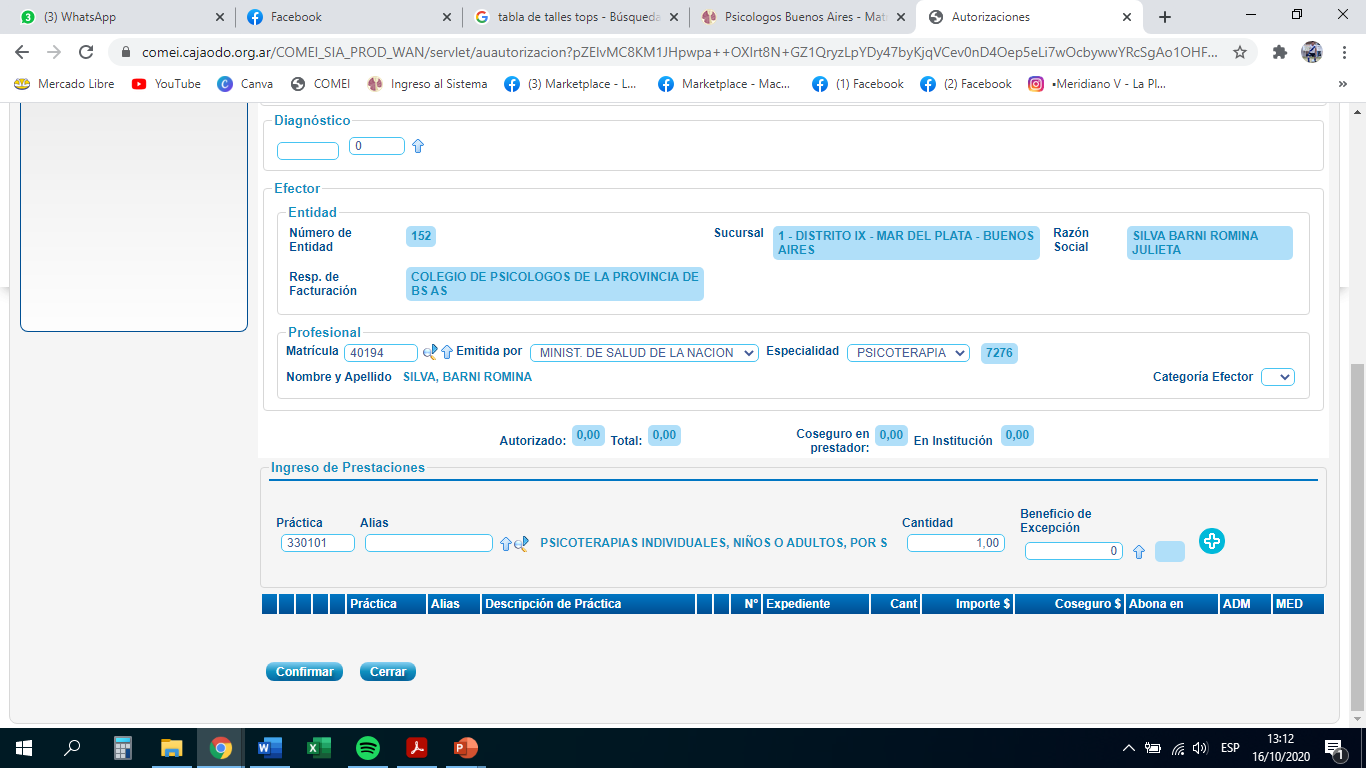 (3) WhatsApp
Facebook
tabla de talles tops - Búsqueda
Psicologos Buenos Aires - Mat
Autorizaciones
comei.cajaodo.org.ar/COMEI_SIA_PROD_WAN/servlet/auautorizacion?pZEIvMC8KM1JHpwpa++OXIrt8N+GZ1QryzLpYDy47byKjqVCev0nD4Oep5eLi7wOcbywwYRcSgAo1OHF...
Mercado Libre
YouTube
Canva
COMEI
Ingreso al Sistema
(3) Marketplace - L...
Marketplace - Mac...
(1) Facebook
(2) Facebook
•Meridiano V - La Pl...
»
Diagnóstico
0
Efector
Entidad
Número de Entidad 152 Sucursal 1 - DISTRITO IX - MAR DEL PLATA - BUENOS AIRES Razón Social SILVA BARNI ROMINA JULIETA
Resp. de Facturación COLEGIO DE PSICOLOGOS DE LA PROVINCIA DE BS AS
Profesional
Matrícula 40194 Emitida por MINIST. DE SALUD DE LA NACION Especialidad PSICOTERAPIA 7276
Nombre y Apellido SILVA, BARNI ROMINA Categoría Efector
Autorizado: 0,00 Total: 0,00 Coseguro en prestador: 0,00 En Institución 0,00
Ingreso de Prestaciones
Práctica Alias Cantidad Beneficio de Excepción
330101 PSICOTERAPIAS INDIVIDUALES, NIÑOS O ADULTOS, POR S 1,00 0
Práctica Alias Descripción de Práctica Nº Expediente Cant Importe $ Coseguro $ Abona en ADM MED
Confirmar Cerrar
ESP
13:12
16/10/2020
1